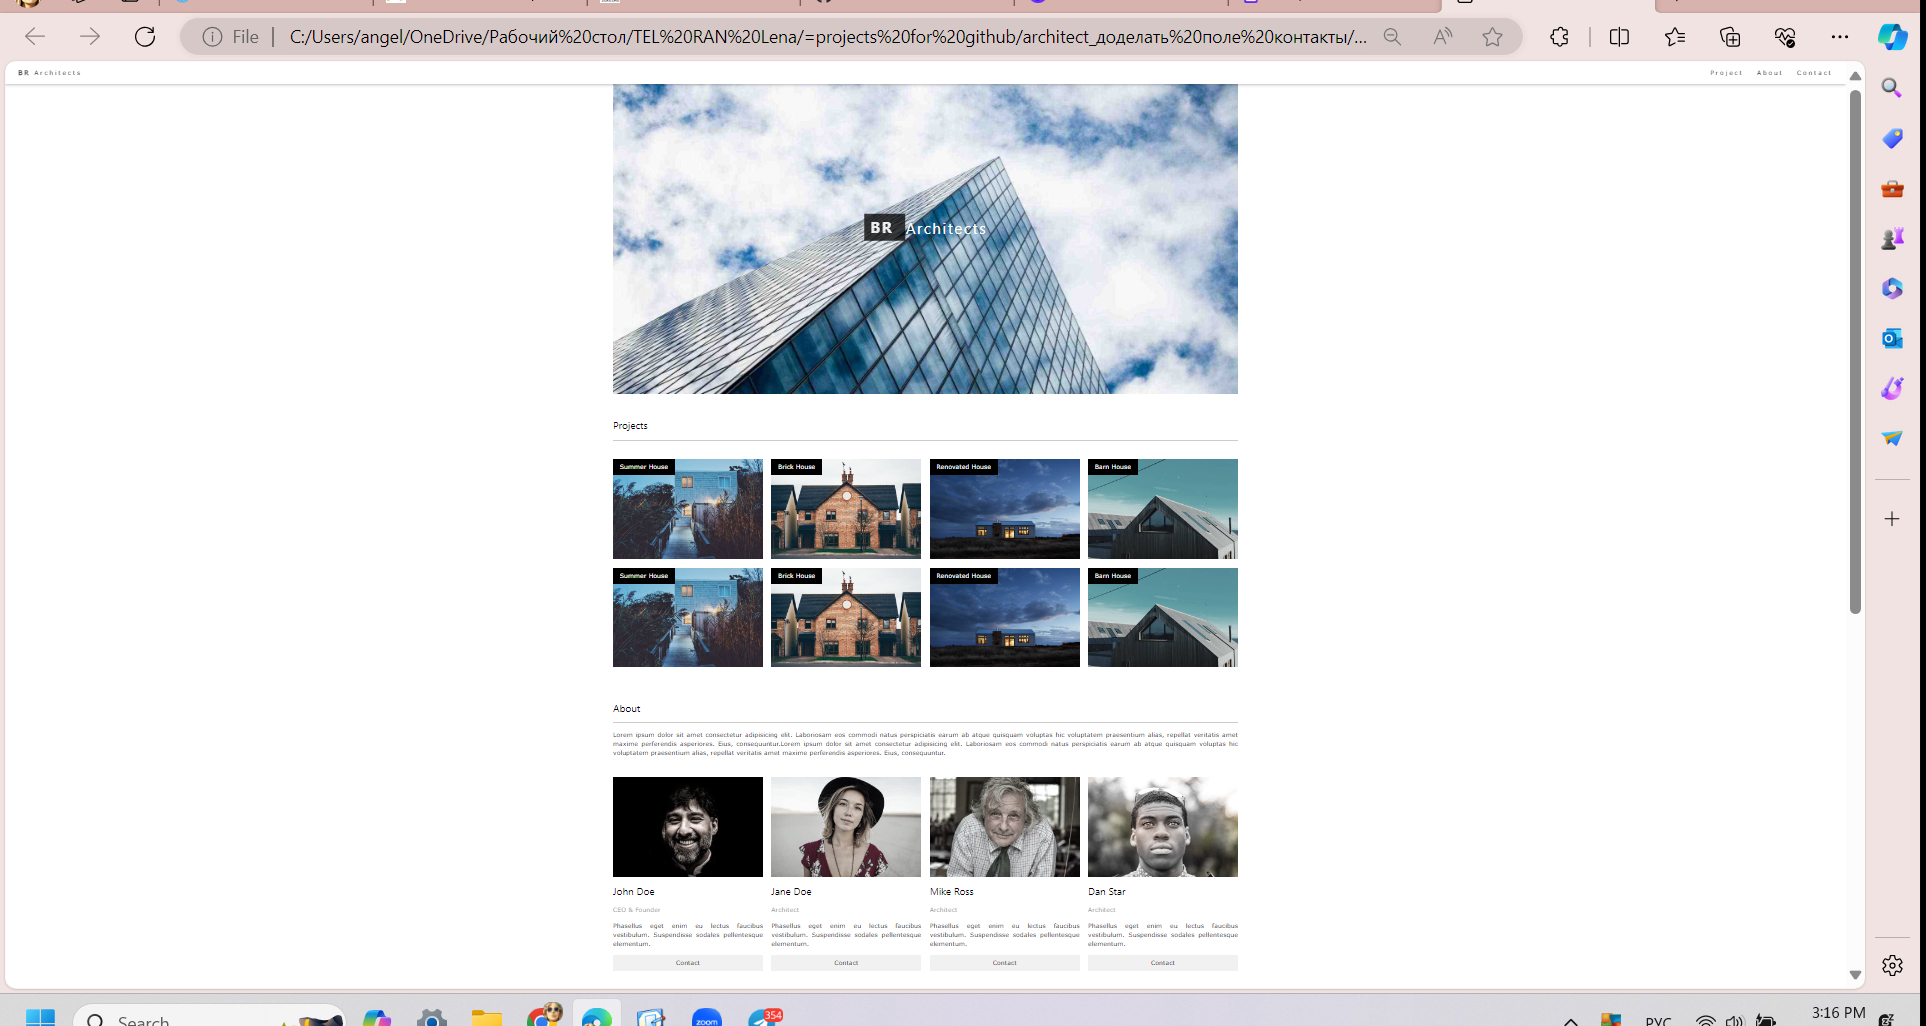 File
C:/Users/angel/OneDrive/Рабочий%20стол/TEL%20RAN%20Lena/=projects%20for%20github/architect_доделать%20поле%20контакты/...
BR Architects
Project About Contact
BR Architects
Projects
Summer House Brick House Renovated House Barn House
Summer House Brick House Renovated House Barn House
About
Lorem ipsum dolor sit amet consectetur adipisicing elit. Laboriosam eos commodi natus perspiciatis earum ab atque quisquam voluptas hic voluptatem praesentium alias, repellat veritatis amet
maxime perferendis asperiores. Eius, consequuntur.Lorem ipsum dolor sit amet consectetur adipisicing elit. Laboriosam eos commodi natus perspiciatis earum ab atque quisquam voluptas hic
voluptatem praesentium alias, repellat veritatis amet maxime perferendis asperiores. Eius, consequuntur.
John Doe
CEO & Founder
Phasellus eget enim eu lectus faucibus
vestibulum. Suspendisse sodales pellentesque
elementum.
Contact
Jane Doe
Architect
Phasellus eget enim eu lectus faucibus
vestibulum. Suspendisse sodales pellentesque
elementum.
Contact
Mike Ross
Architect
Phasellus eget enim eu lectus faucibus
vestibulum. Suspendisse sodales pellentesque
elementum.
Contact
Dan Star
Architect
Phasellus eget enim eu lectus faucibus
vestibulum. Suspendisse sodales pellentesque
elementum.
Contact
Search
zoom
354
РУС
3:16 PM